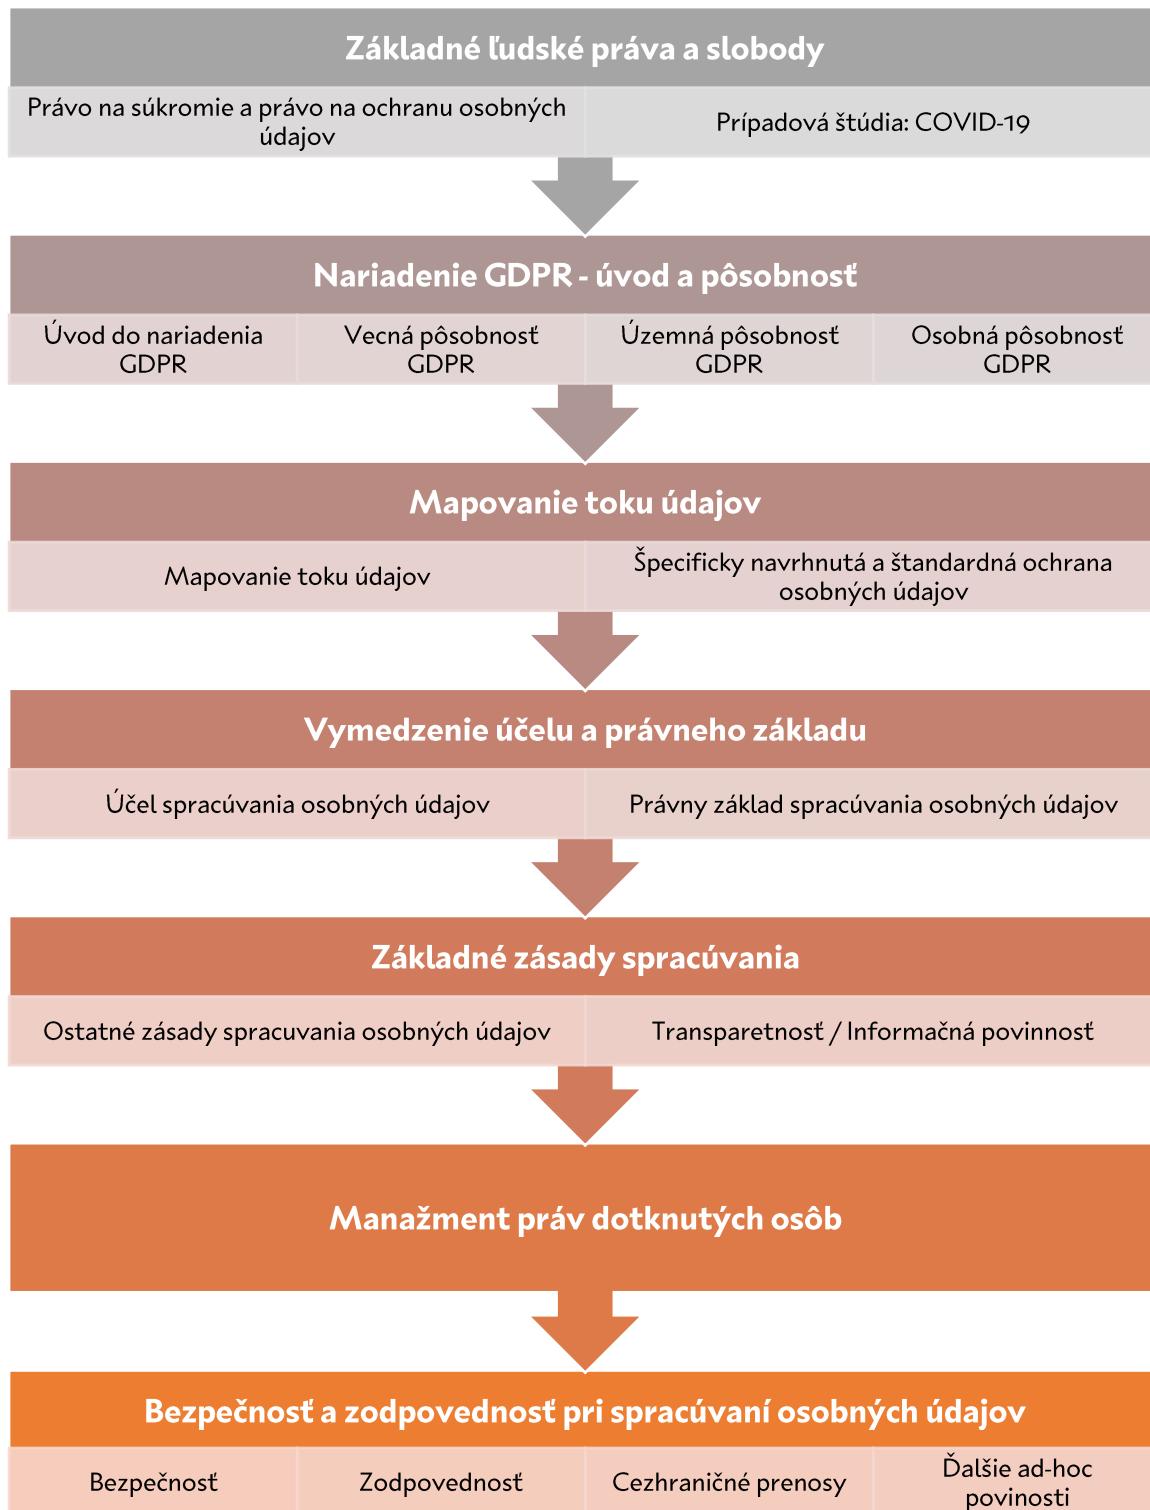 Základné ľudské práva a slobody
Právo na súkromie a právo na ochranu osobných
údajov
Prípadová štúdia: COVID-19
Nariadenie GDPR - úvod a pôsobnosť
Úvod do nariadenia
GDPR
Vecná pôsobnosť
GDPR
Územná pôsobnosť
GDPR
Osobná pôsobnosť
GDPR
Mapovanie toku údajov
Mapovanie toku údajov
Špecificky navrhnutá a štandardná ochrana
osobných údajov
Vymedzenie účelu a právneho základu
Účel spracúvania osobných údajov
Právny základ spracúvania osobných údajov
Základné zásady spracúvania
Ostatné zásady spracuvania osobných údajov
Transparetnosť / Informačná povinnosť
Manažment práv dotknutých osôb
Bezpečnosť a zodpovednosť pri spracúvaní osobných údajov
Bezpečnosť
Zodpovednosť
Cezhraničné prenosy
Ďalšie ad-hoc
povinosti